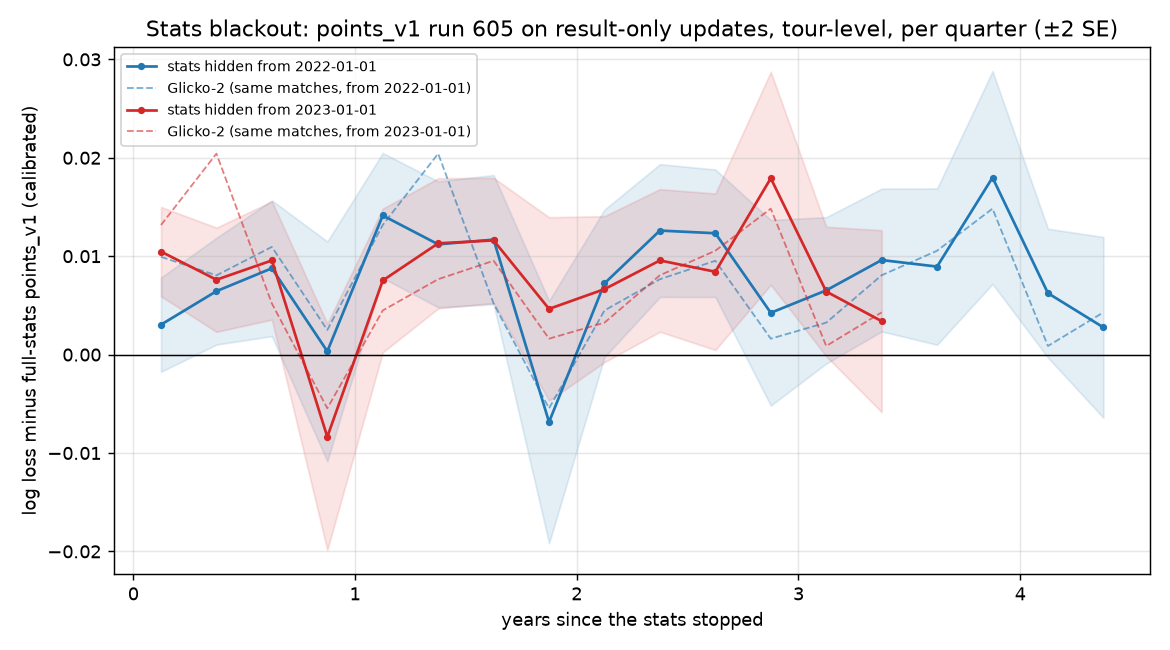 Stats blackout: points_v1 run 605 on result-only updates, tour-level, per quarter (±2 SE)
stats hidden from 2022-01-01
Glicko-2 (same matches, from 2022-01-01)
stats hidden from 2023-01-01
Glicko-2 (same matches, from 2023-01-01)
log loss minus full-stats points_v1 (calibrated)
0.03
0.02
0.01
0.00
−0.01
−0.02
0
1
2
3
4
years since the stats stopped